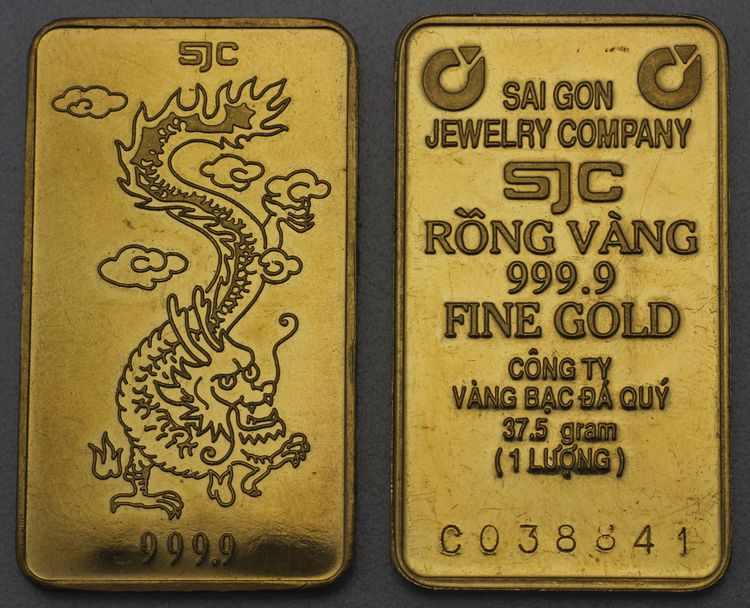 SJC
999.9
SAI GON
JEWELRY COMPANY
SJC
RỒNG VÀNG
999.9
FINE GOLD
CÔNG TY
VÀNG BẠC ĐÁ QUÝ
37.5 gram
(1 LƯỢNG)
C038841